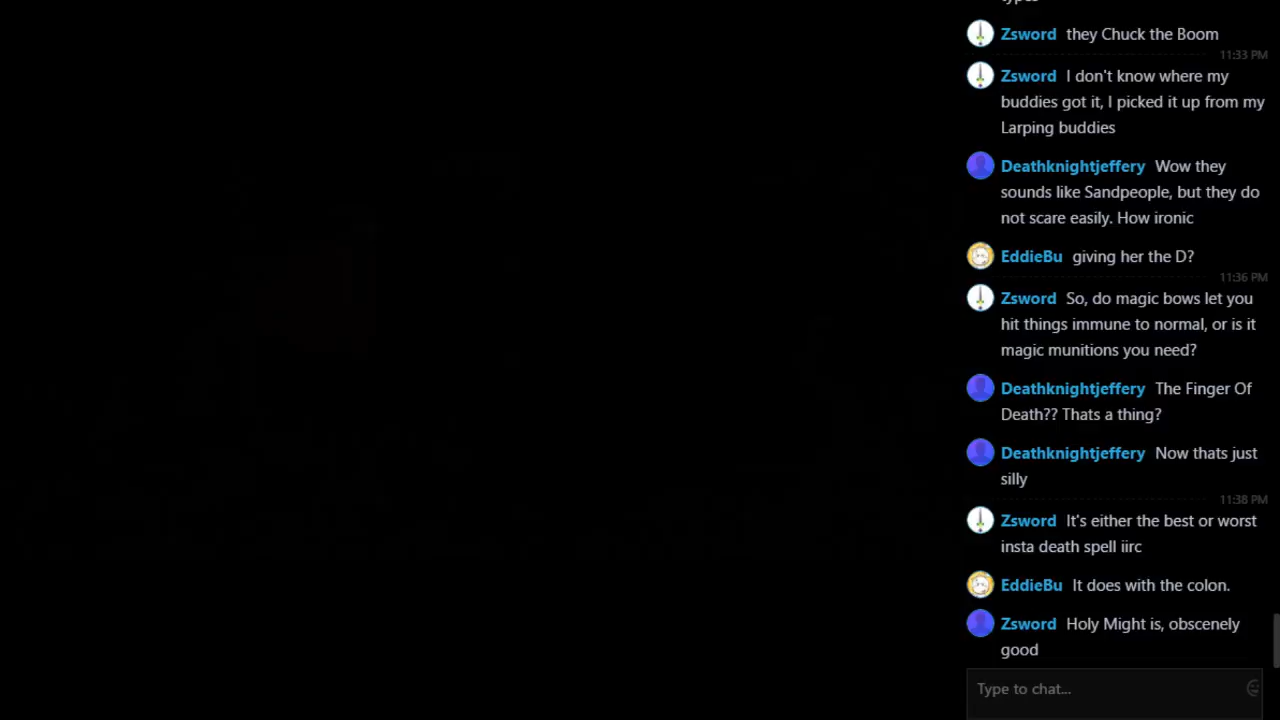 types
Zsword they Chuck the Boom
11:33 PM
Zsword I don't know where my
buddies got it, I picked it up from my
Larping buddies
Deathknightjeffery Wow they
sounds like Sandpeople, but they do
not scare easily. How ironic
EddieBu giving her the D?
11:36 PM
Zsword So, do magic bows let you
hit things immune to normal, or is it
magic munitions you need?
Deathknightjeffery The Finger Of
Death?? Thats a thing?
Deathknightjeffery Now thats just
silly
11:38 PM
Zsword It's either the best or worst
insta death spell iirc
EddieBu It does with the colon.
Zsword Holy Might is, obscenely
good
Type to chat...